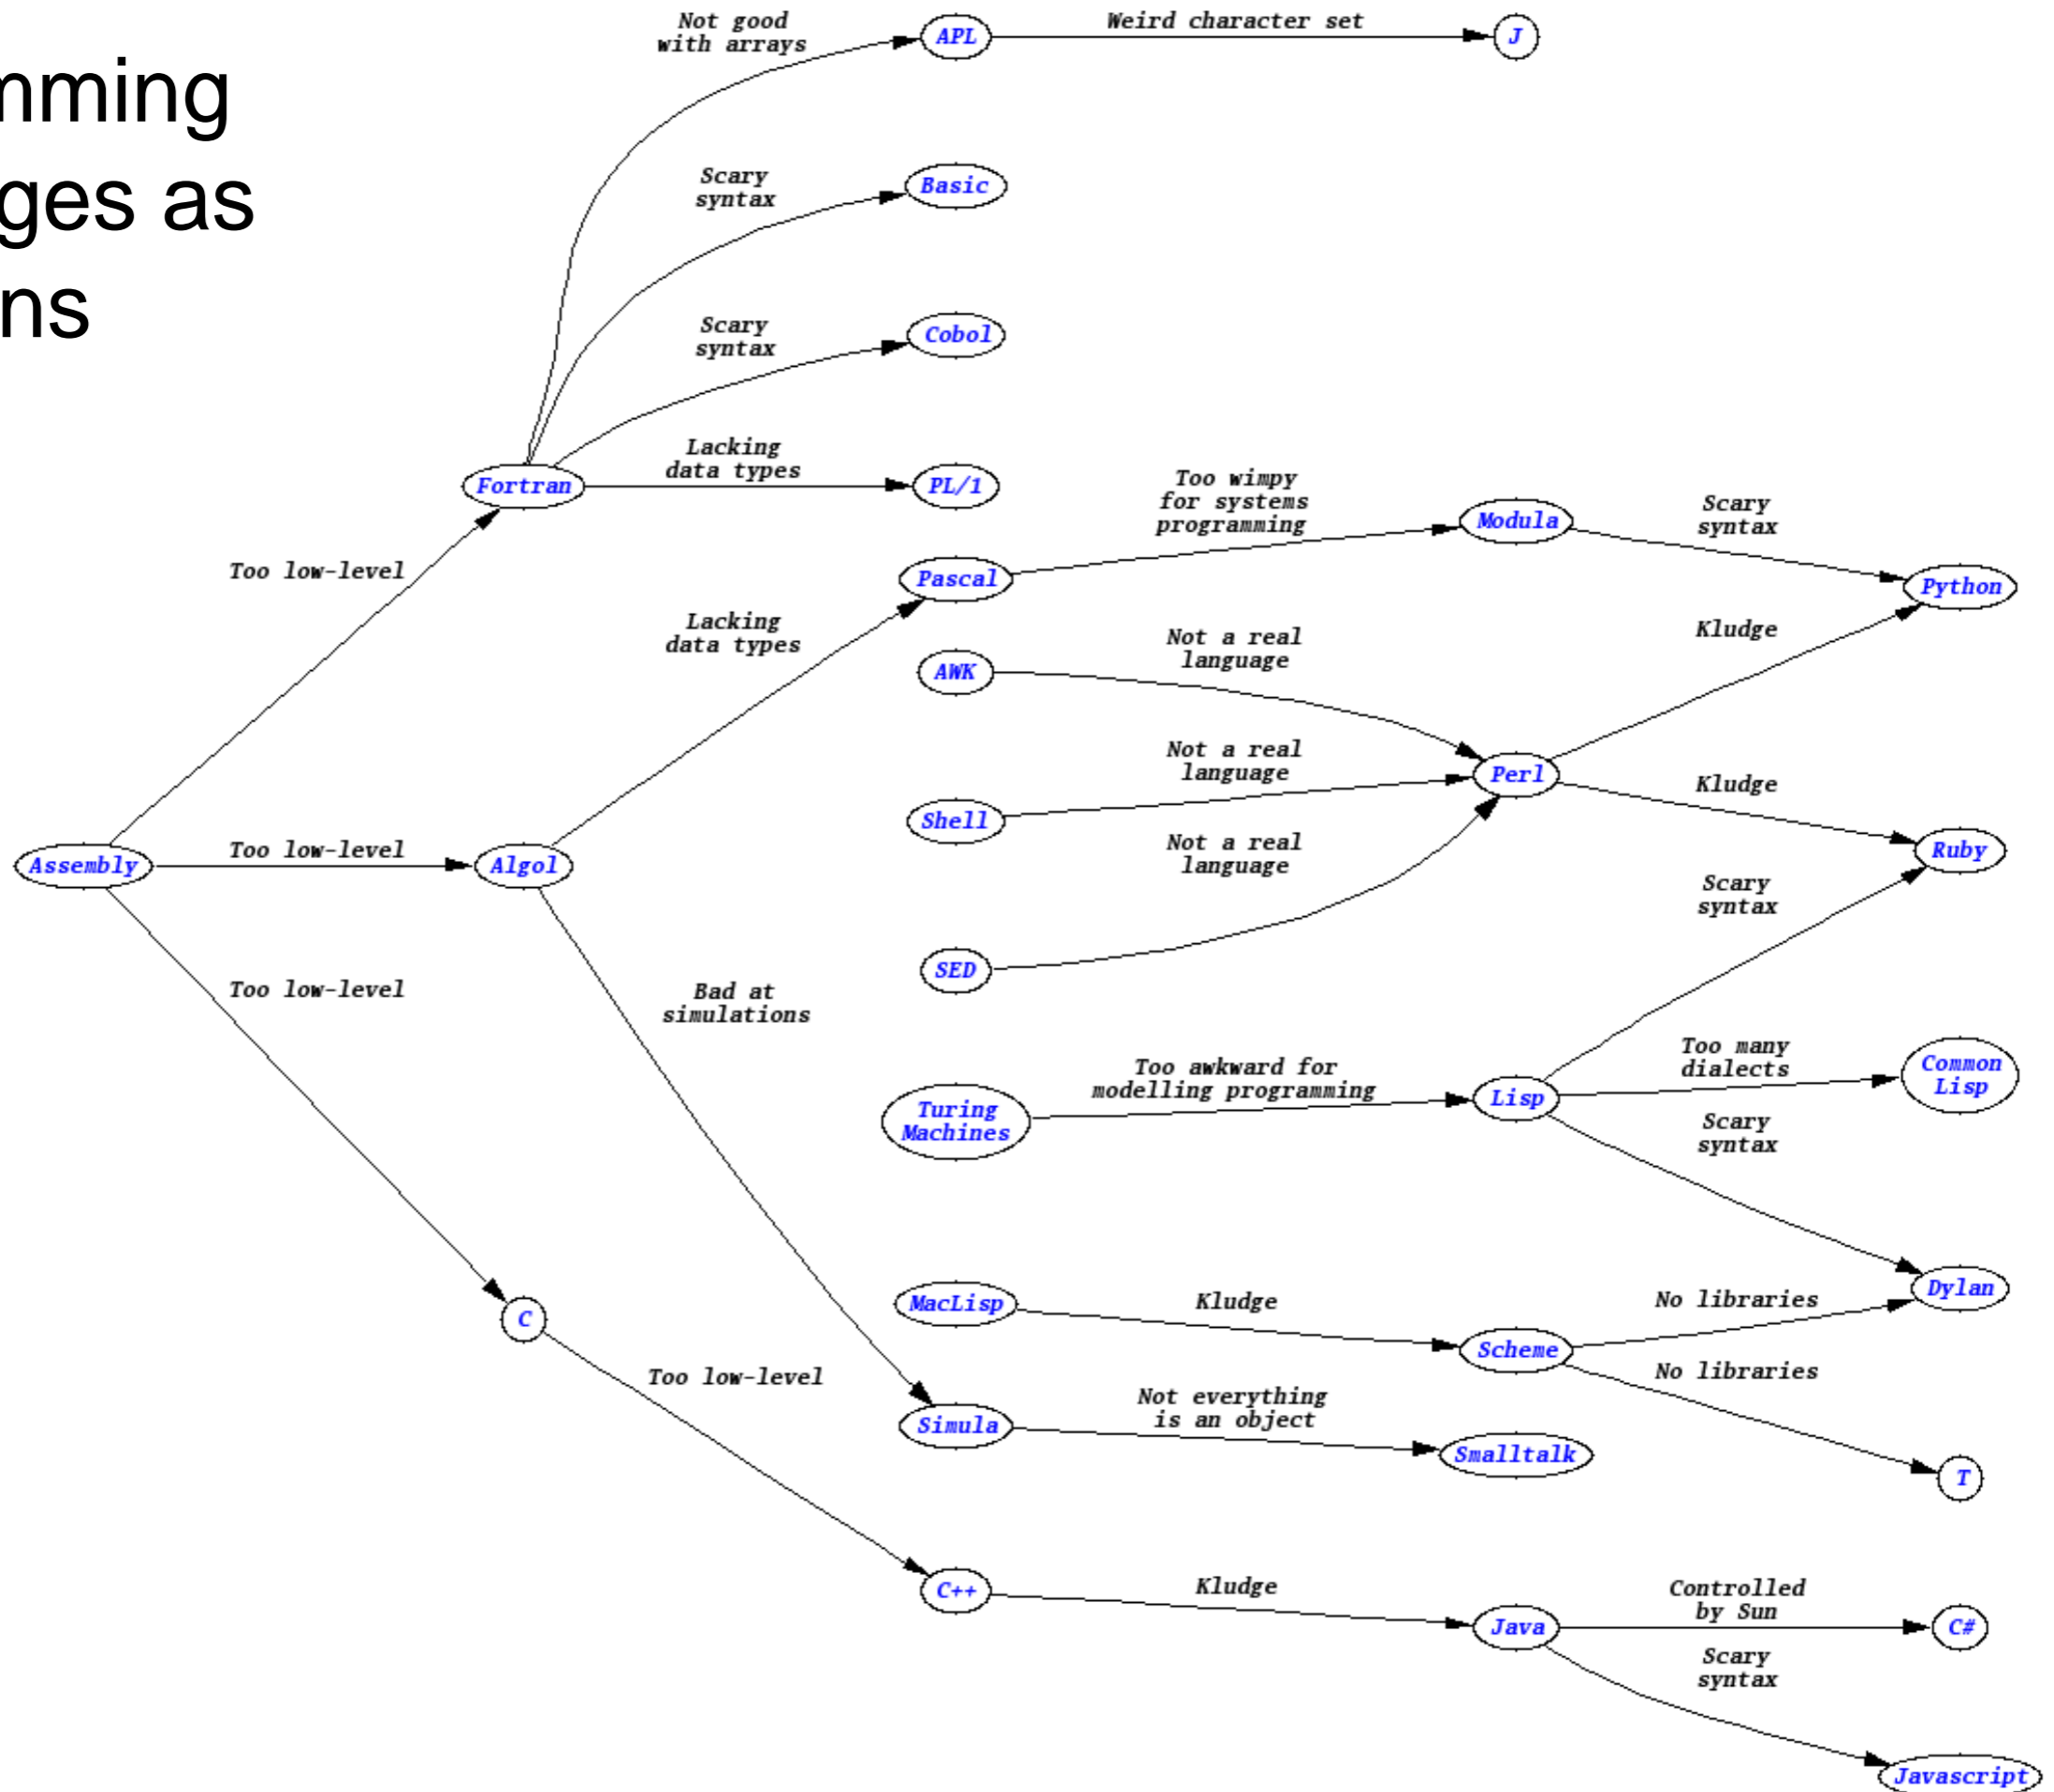 mming
ges as
ns
Not good
with arrays
APL
Weird character set
J
Scary
syntax
Basic
Scary
syntax
Cobol
Lacking
data types
Fortran
PL/1
Too wimpy
for systems
programming
Modula
Scary
syntax
Too low-level
Pascal
Python
Lacking
data types
Kludge
Not a real
language
AWK
Not a real
language
Perl
Kludge
Shell
Not a real
language
Ruby
Assembly
Too low-level
Algol
Scary
syntax
SED
Too low-level
Bad at
simulations
Too awkward for
modelling programming
Too many
dialects
Common
Lisp
Turing
Machines
Lisp
Scary
syntax
Dylan
MacLisp
Kludge
No libraries
C
Scheme
Too low-level
No libraries
Not everything
is an object
Simula
Smalltalk
T
C++
Kludge
Controlled
by Sun
Java
C#
Scary
syntax
Javascript